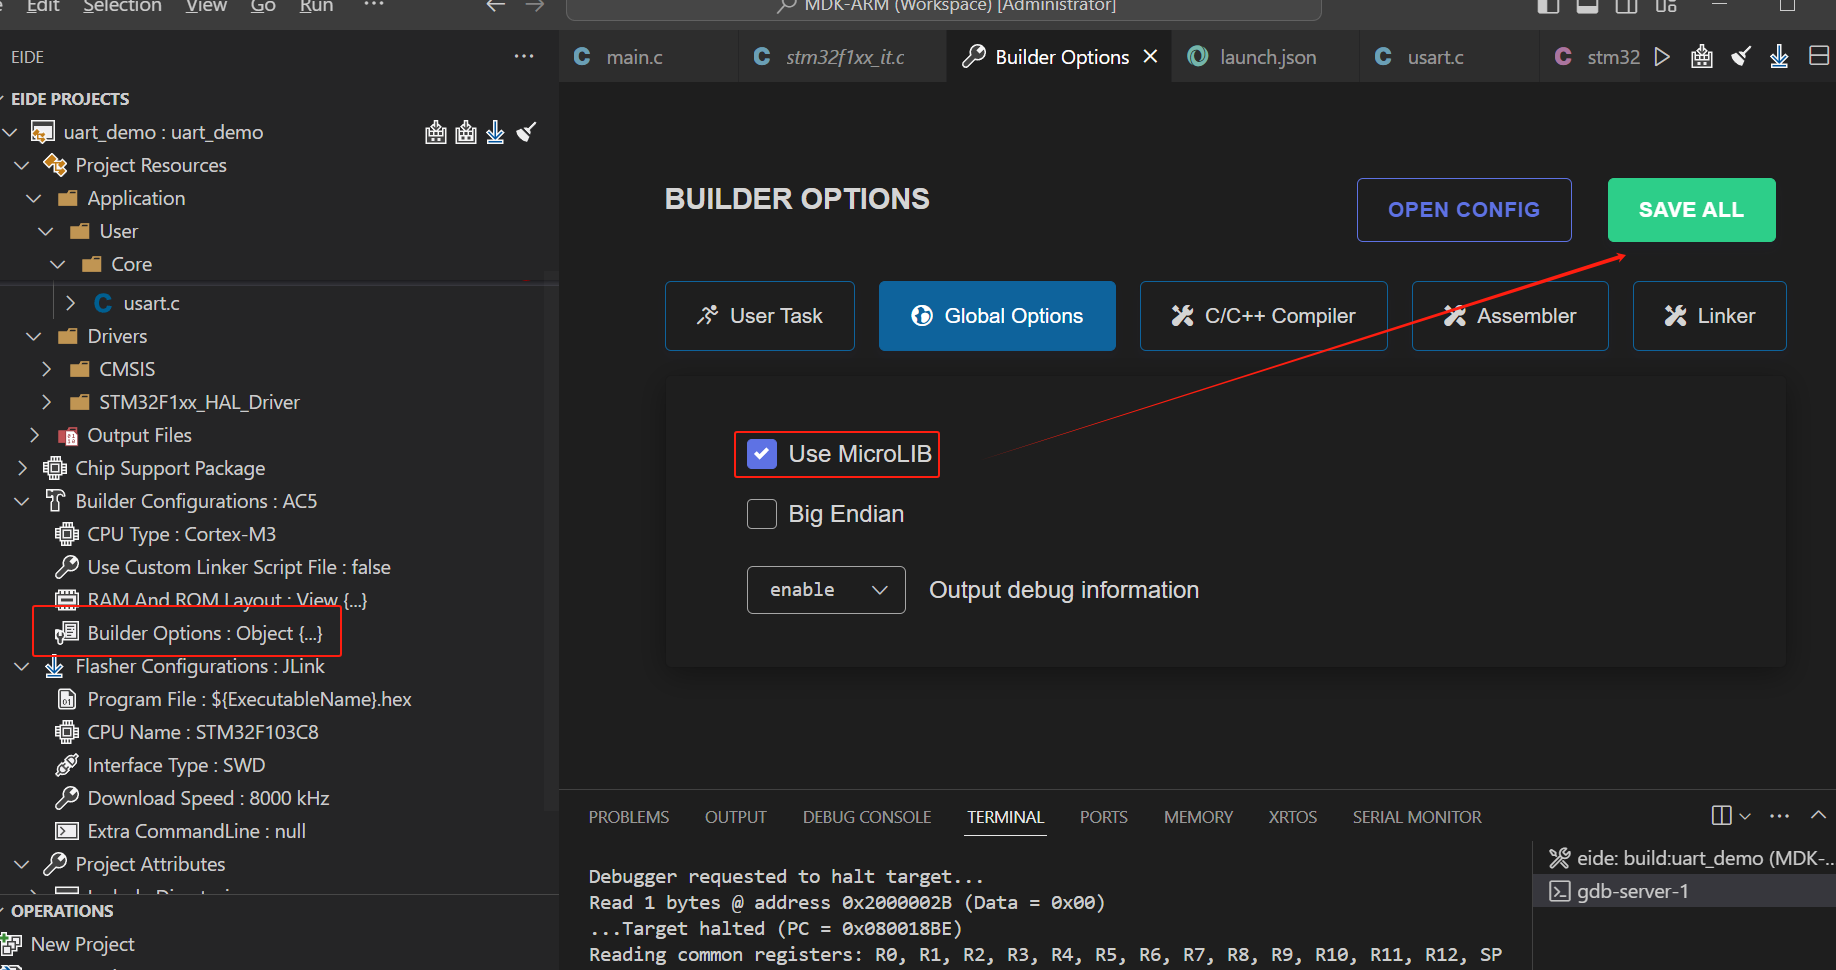 Edit Selection View Go Run ···
MDK-ARM (Workspace) [Administrator]
EIDE
main.c
stm32f1xx_it.c
Builder Options
launch.json
usart.c
stm32
EIDE PROJECTS
uart_demo : uart_demo
Project Resources
Application
User
Core
usart.c
Drivers
CMSIS
STM32F1xx_HAL_Driver
Output Files
Chip Support Package
Builder Configurations : AC5
CPU Type : Cortex-M3
Use Custom Linker Script File : false
RAM And ROM Layout : View {...}
Builder Options : Object {...}
Flasher Configurations : JLink
Program File : ${ExecutableName}.hex
CPU Name : STM32F103C8
Interface Type : SWD
Download Speed : 8000 kHz
Extra CommandLine : null
Project Attributes
OPERATIONS
New Project
BUILDER OPTIONS
OPEN CONFIG
SAVE ALL
User Task
Global Options
C/C++ Compiler
Assembler
Linker
Use MicroLIB
Big Endian
enable
Output debug information
PROBLEMS
OUTPUT
DEBUG CONSOLE
TERMINAL
PORTS
MEMORY
XRTOS
SERIAL MONITOR
Debugger requested to halt target...
Read 1 bytes @ address 0x2000002B (Data = 0x00)
...Target halted (PC = 0x080018BE)
Reading common registers: R0, R1, R2, R3, R4, R5, R6, R7, R8, R9, R10, R11, R12, SP
eide: build:uart_demo (MDK-...
gdb-server-1